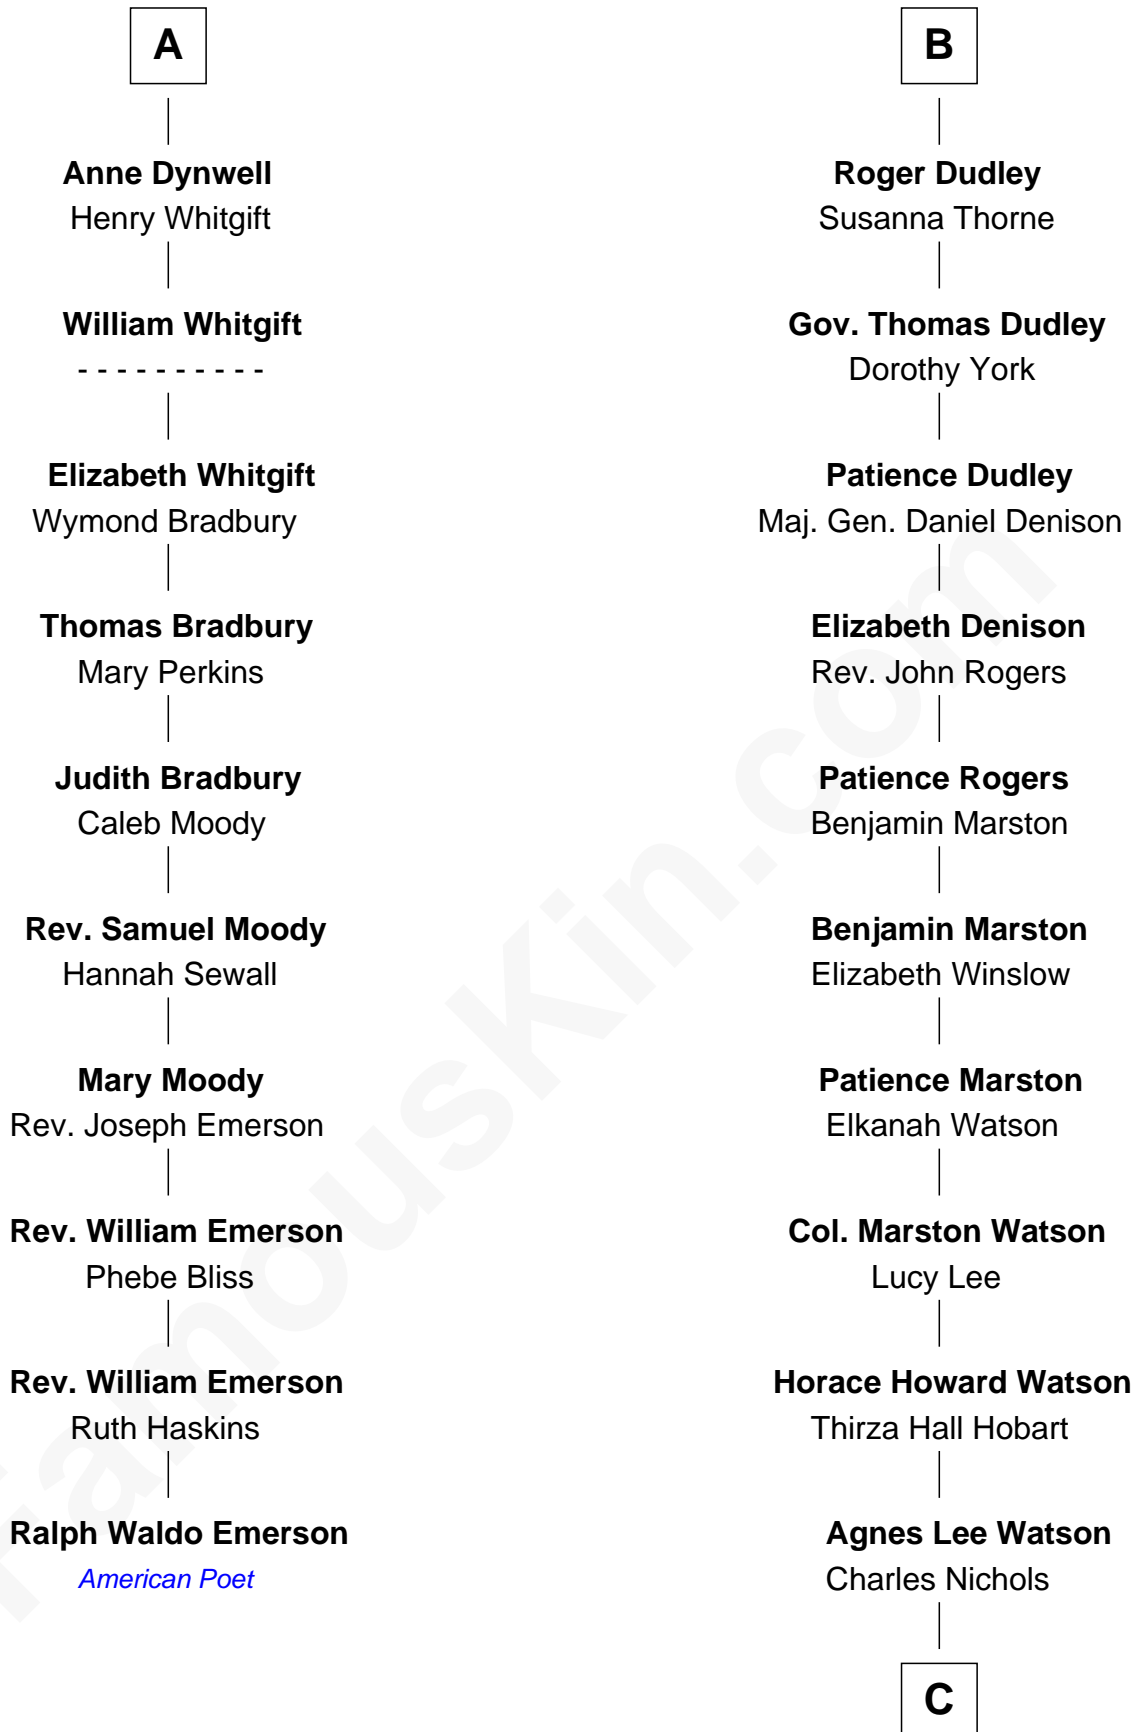 A
Anne Dynwell
Henry Whitgift
William Whitgift
- - - - - - - - - -
Elizabeth Whitgift
Wymond Bradbury
Thomas Bradbury
Mary Perkins
Judith Bradbury
Caleb Moody
Rev. Samuel Moody
Hannah Sewall
Mary Moody
Rev. Joseph Emerson
Rev. William Emerson
Phebe Bliss
Rev. William Emerson
Ruth Haskins
Ralph Waldo Emerson
American Poet
B
Roger Dudley
Susanna Thorne
Gov. Thomas Dudley
Dorothy York
Patience Dudley
Maj. Gen. Daniel Denison
Elizabeth Denison
Rev. John Rogers
Patience Rogers
Benjamin Marston
Benjamin Marston
Elizabeth Winslow
Patience Marston
Elkanah Watson
Col. Marston Watson
Lucy Lee
Horace Howard Watson
Thirza Hall Hobart
Agnes Lee Watson
Charles Nichols
C
FamousKin.com